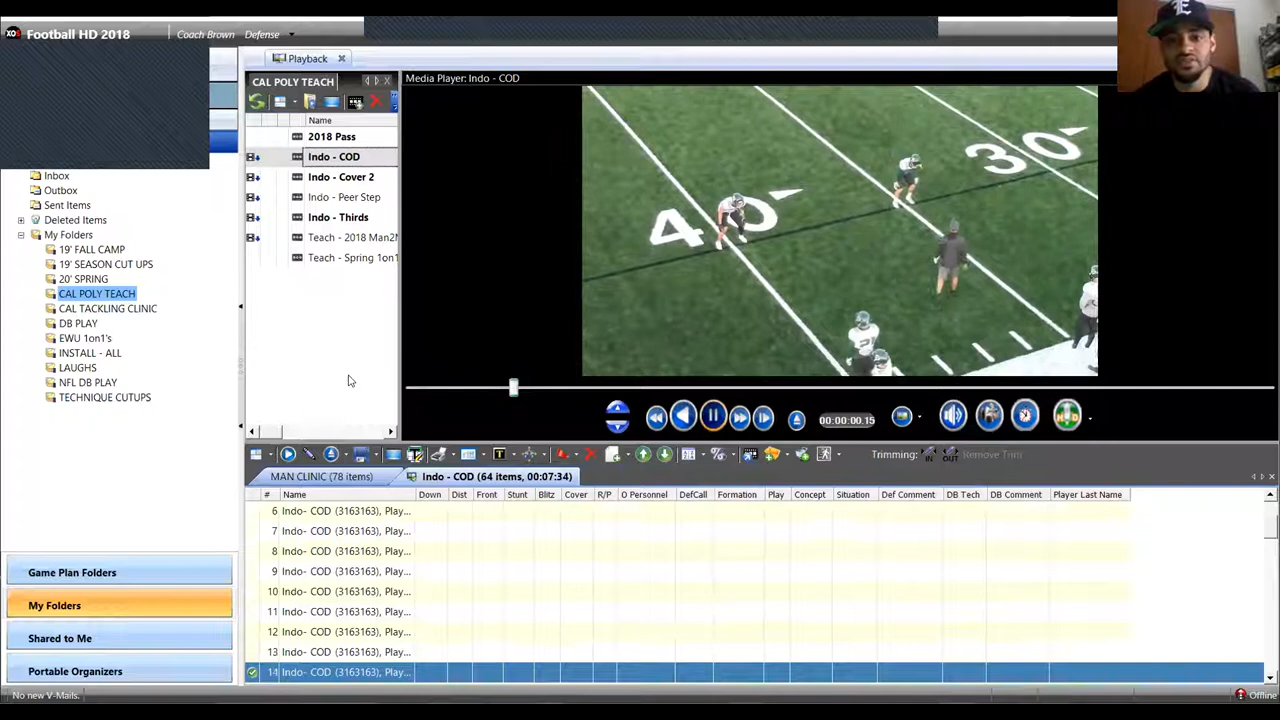 XOS Football HD 2018 Coach Brown Defense
E
Playback
CAL POLY TEACH
Media Player: Indo - COD
Name
2018 Pass
Indo - COD
Indo - Cover 2
Indo - Peer Step
Indo - Thirds
Teach - 2018 Man2M
Teach - Spring 1on1
Inbox
Outbox
Sent Items
Deleted Items
My Folders
19' FALL CAMP
19' SEASON CUT UPS
20' SPRING
CAL POLY TEACH
CAL TACKLING CLINIC
DB PLAY
EWU 1on1's
INSTALL - ALL
LAUGHS
NFL DB PLAY
TECHNIQUE CUTUPS
40
30
21
00:00:00.15
Trimming: IN OUT Remove Trim
MAN CLINIC (78 items) Indo - COD (64 items, 00:07:34)
# Name Down Dist Front Stunt Blitz Cover R/P O Personnel DefCall Formation Play Concept Situation Def Comment DB Tech DB Comment Player Last Name
6 Indo- COD (3163163), Play...
7 Indo- COD (3163163), Play...
8 Indo- COD (3163163), Play...
9 Indo- COD (3163163), Play...
10 Indo- COD (3163163), Play...
11 Indo- COD (3163163), Play...
12 Indo- COD (3163163), Play...
13 Indo- COD (3163163), Play...
14 Indo- COD (3163163), Play...
Game Plan Folders
My Folders
Shared to Me
Portable Organizers
No new V-Mails.
Offline